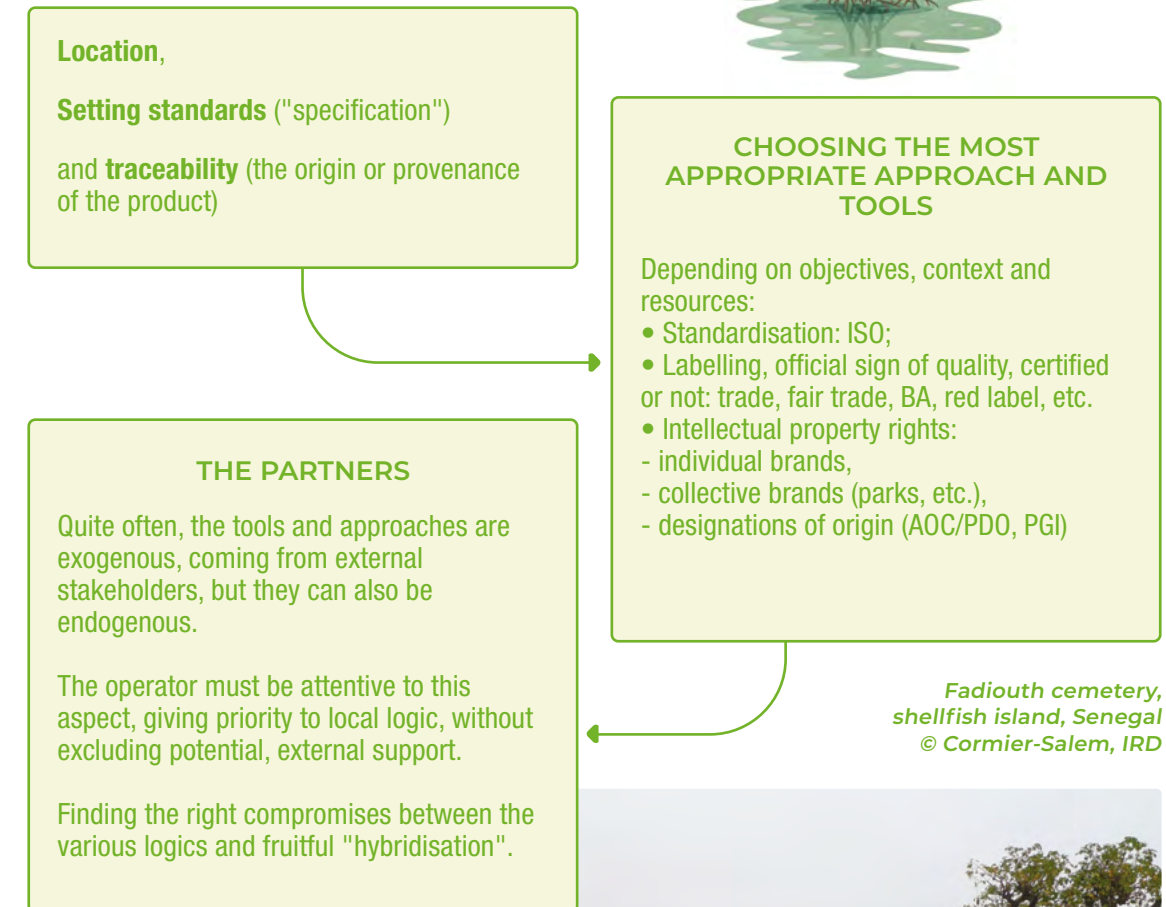 Location,
Setting standards ("specification")
and traceability (the origin or provenance
of the product)
CHOOSING THE MOST
APPROPRIATE APPROACH AND
TOOLS
Depending on objectives, context and
resources:
• Standardisation: ISO;
• Labelling, official sign of quality, certified
or not: trade, fair trade, BA, red label, etc.
• Intellectual property rights:
- individual brands,
- collective brands (parks, etc.),
- designations of origin (AOC/PDO, PGI)
THE PARTNERS
Quite often, the tools and approaches are
exogenous, coming from external
stakeholders, but they can also be
endogenous.
The operator must be attentive to this
aspect, giving priority to local logic, without
excluding potential, external support.
Finding the right compromises between the
various logics and fruitful "hybridisation".
Fadiouth cemetery,
shellfish island, Senegal
© Cormier-Salem, IRD